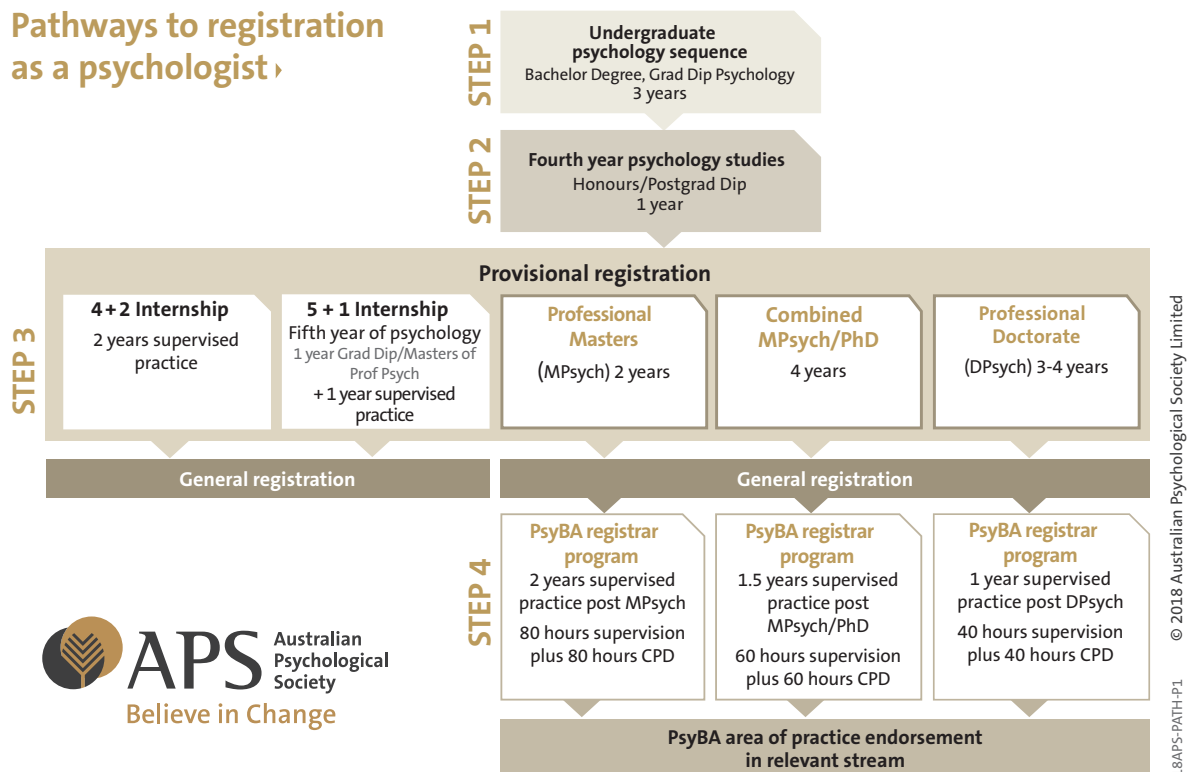 Pathways to registration
as a psychologist
STEP 1
Undergraduate
psychology sequence
Bachelor Degree, Grad Dip Psychology
3 years
STEP 2
Fourth year psychology studies
Honours/Postgrad Dip
1 year
STEP 3
Provisional registration
4 + 2 Internship
2 years supervised
practice
5 + 1 Internship
Fifth year of psychology
1 year Grad Dip/Masters of
Prof Psych
+ 1 year supervised
practice
Professional
Masters
(MPsych) 2 years
Combined
MPsych/PhD
4 years
Professional
Doctorate
(DPsych) 3-4 years
General registration
General registration
STEP 4
PsyBA registrar
program
2 years supervised
practice post MPsych
80 hours supervision
plus 80 hours CPD
PsyBA registrar
program
1.5 years supervised
practice post
MPsych/PhD
60 hours supervision
plus 60 hours CPD
PsyBA registrar
program
1 year supervised
practice post DPsych
40 hours supervision
plus 40 hours CPD
PsyBA area of practice endorsement
in relevant stream
APS
Australian
Psychological
Society
Believe in Change
© 2018 Australian Psychological Society Limited
8APS-PATH-P1